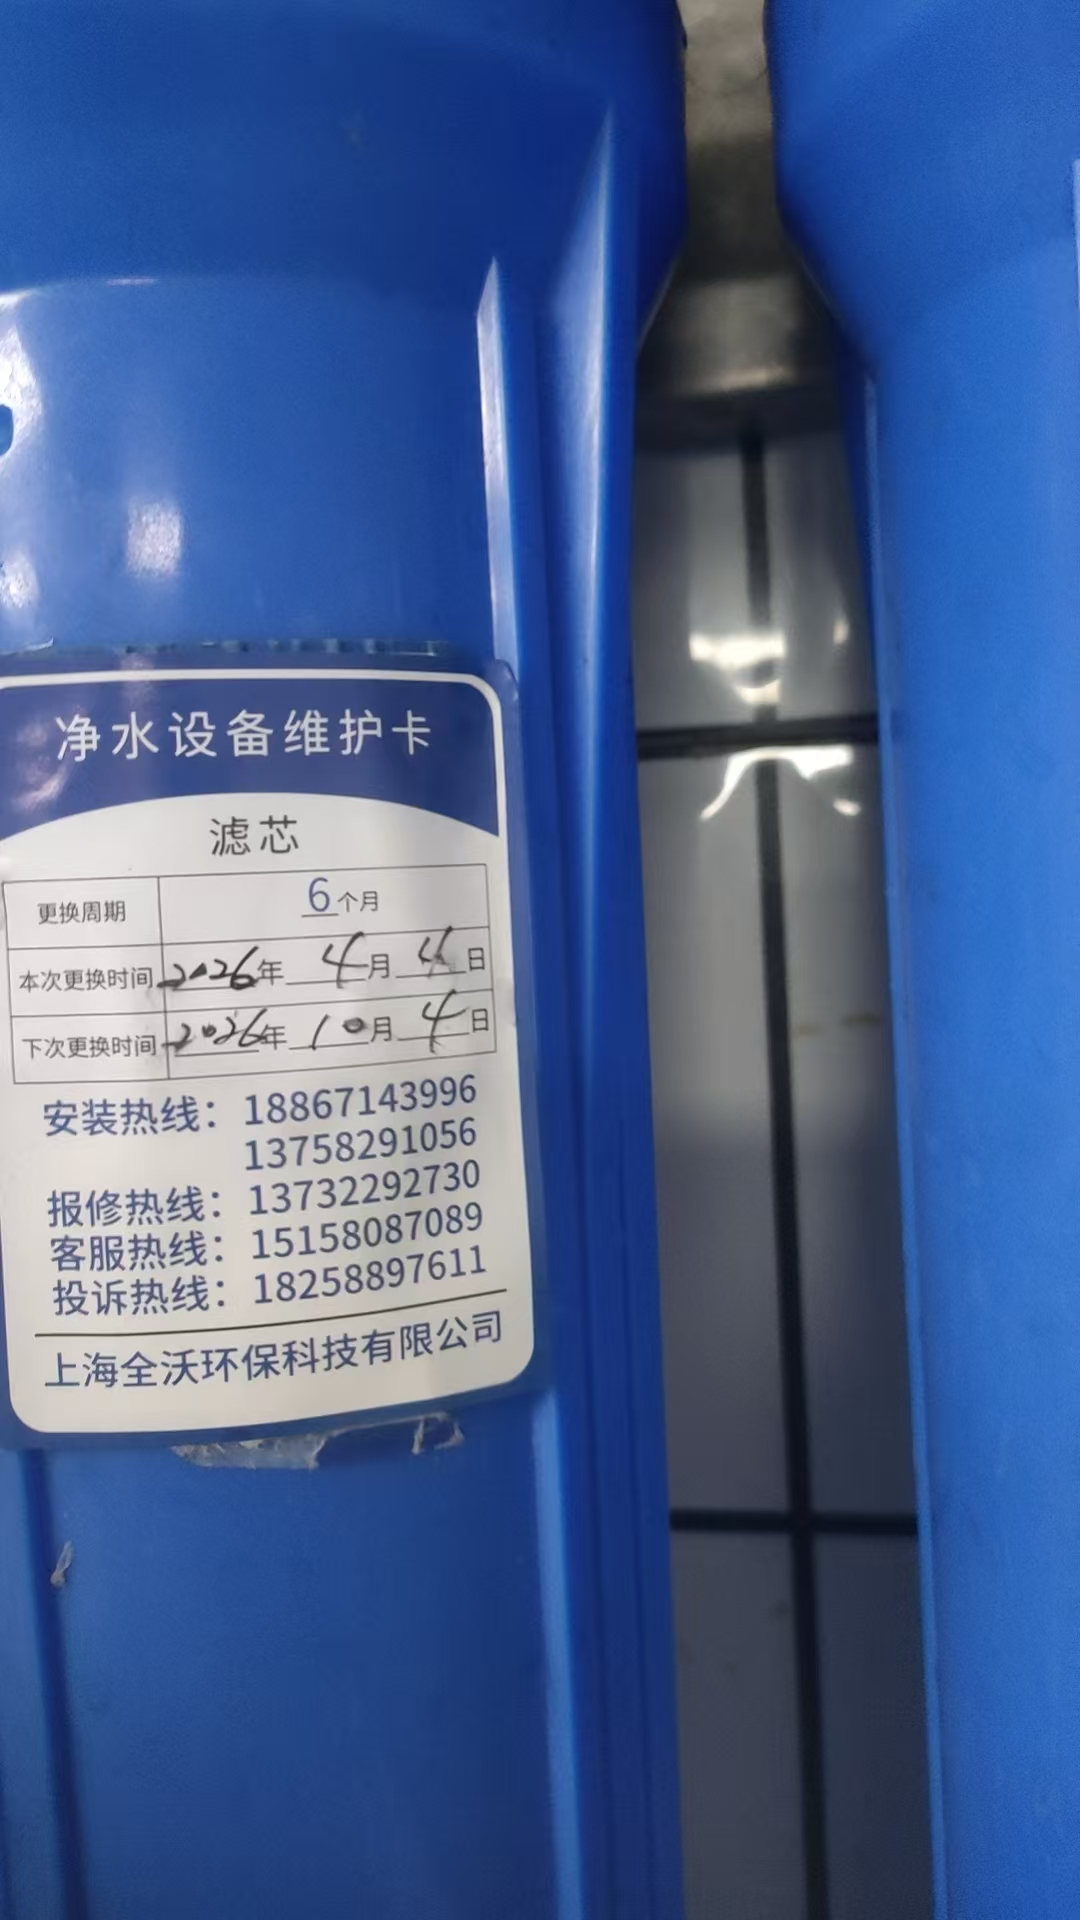 净水设备维护卡
滤芯
更换周期 6个月
本次更换时间 2026年4月4日
下次更换时间 2026年10月4日
安装热线：18867143996
13758291056
报修热线：13732292730
客服热线：15158087089
投诉热线：18258897611
上海全沃环保科技有限公司